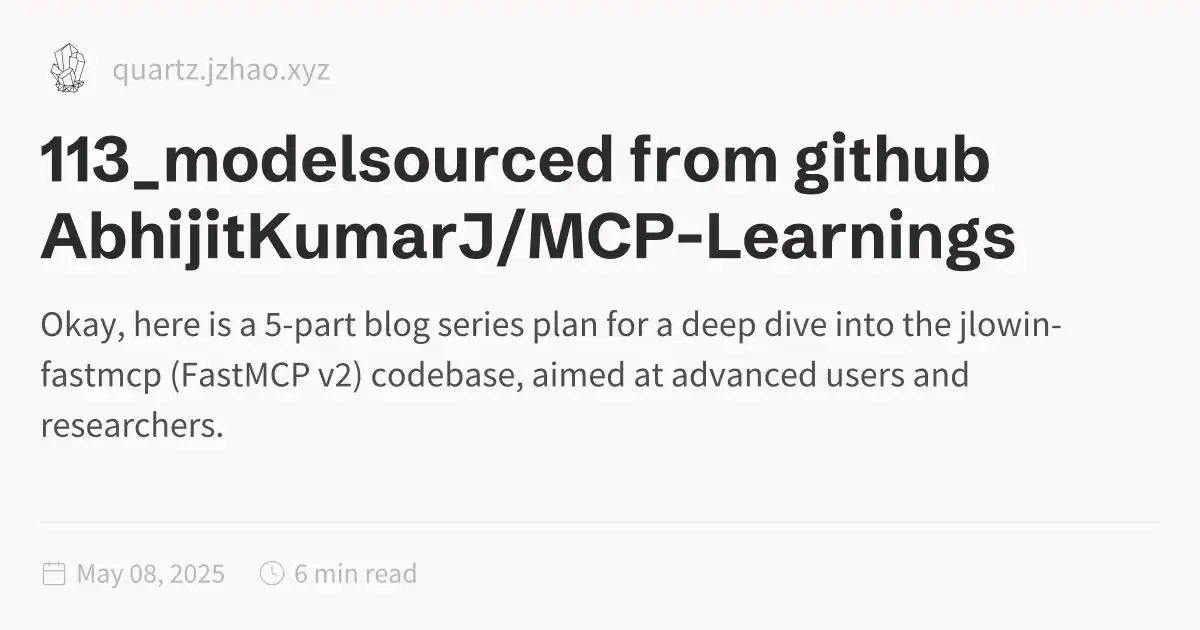 quartz.jzhao.xyz
113_modelsourced from github
AbhijitKumarJ/MCP-Learnings
Okay, here is a 5-part blog series plan for a deep dive into the jlowin-
fastmcp (FastMCP v2) codebase, aimed at advanced users and
researchers.
May 08, 2025 6 min read